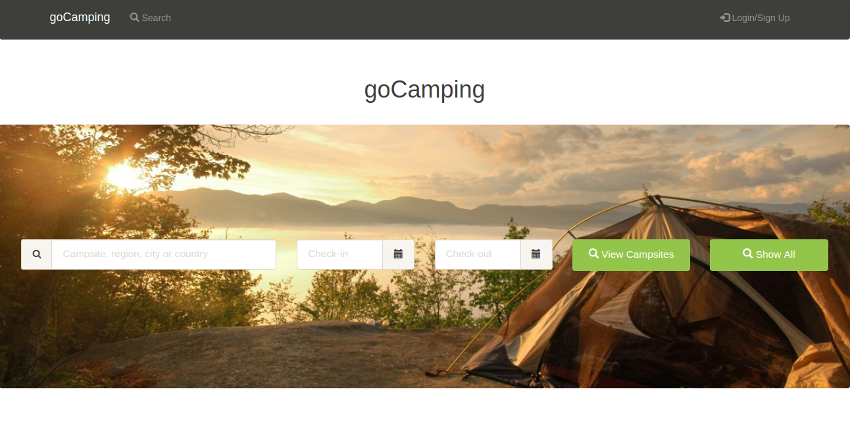 goCamping Search Login/Sign Up
goCamping
Campsite, region, city or country Check-in Check-out View Campsites Show All